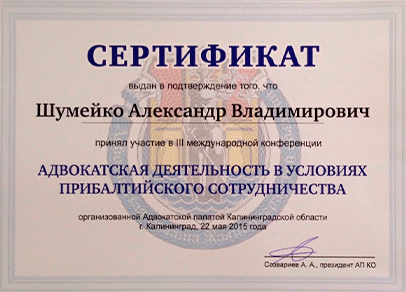 СЕРТИФИКАТ
выдан в подтверждение того, что
Шумейко Александр Владимирович
принял участие в III международной конференции
АДВОКАТСКАЯ ДЕЯТЕЛЬНОСТЬ В УСЛОВИЯХ
ПРИБАЛТИЙСКОГО СОТРУДНИЧЕСТВА
организованной Адвокатской палатой Калининградской области
г. Калининград, 22 мая 2015 года
А. А., президент АП КО